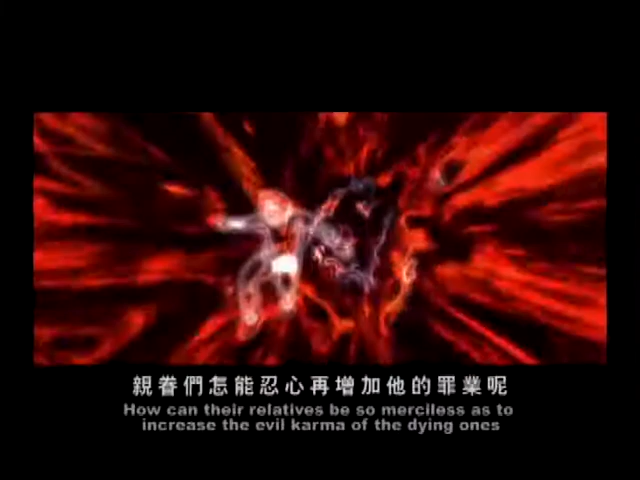 親眷們怎能忍心再增加他的罪業呢
How can their relatives be so merciless as to
increase the evil karma of the dying ones